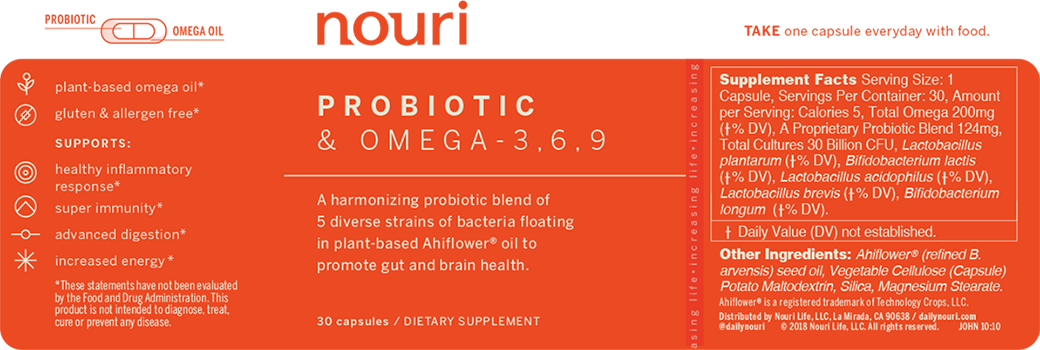 PROBIOTIC
OMEGA OIL
nouri
TAKE one capsule everyday with food.
plant-based omega oil*
gluten & allergen free*
SUPPORTS:
healthy inflammatory
response*
super immunity*
advanced digestion*
increased energy*
*These statements have not been evaluated
by the Food and Drug Administration. This
product is not intended to diagnose, treat,
cure or prevent any disease.
PROBIOTIC
& OMEGA-3,6,9
A harmonizing probiotic blend of
5 diverse strains of bacteria floating
in plant-based Ahiflower® oil to
promote gut and brain health.
30 capsules / DIETARY SUPPLEMENT
asing life•increasing life•increasing
Supplement Facts Serving Size: 1
Capsule, Servings Per Container: 30, Amount
per Serving: Calories 5, Total Omega 200mg
(†% DV), A Proprietary Probiotic Blend 124mg,
Total Cultures 30 Billion CFU, Lactobacillus
plantarum (†% DV), Bifidobacterium lactis
(†% DV), Lactobacillus acidophilus (†% DV),
Lactobacillus brevis (†% DV), Bifidobacterium
longum (†% DV).
† Daily Value (DV) not established.
Other Ingredients: Ahiflower® (refined B.
arvensis) seed oil, Vegetable Cellulose (Capsule)
Potato Maltodextrin, Silica, Magnesium Stearate.
Ahiflower® is a registered trademark of Technology Crops, LLC.
Distributed by Nouri Life, LLC, La Mirada, CA 90638 / dailynouri.com
@dailynouri © 2018 Nouri Life, LLC. All rights reserved. JOHN 10:10